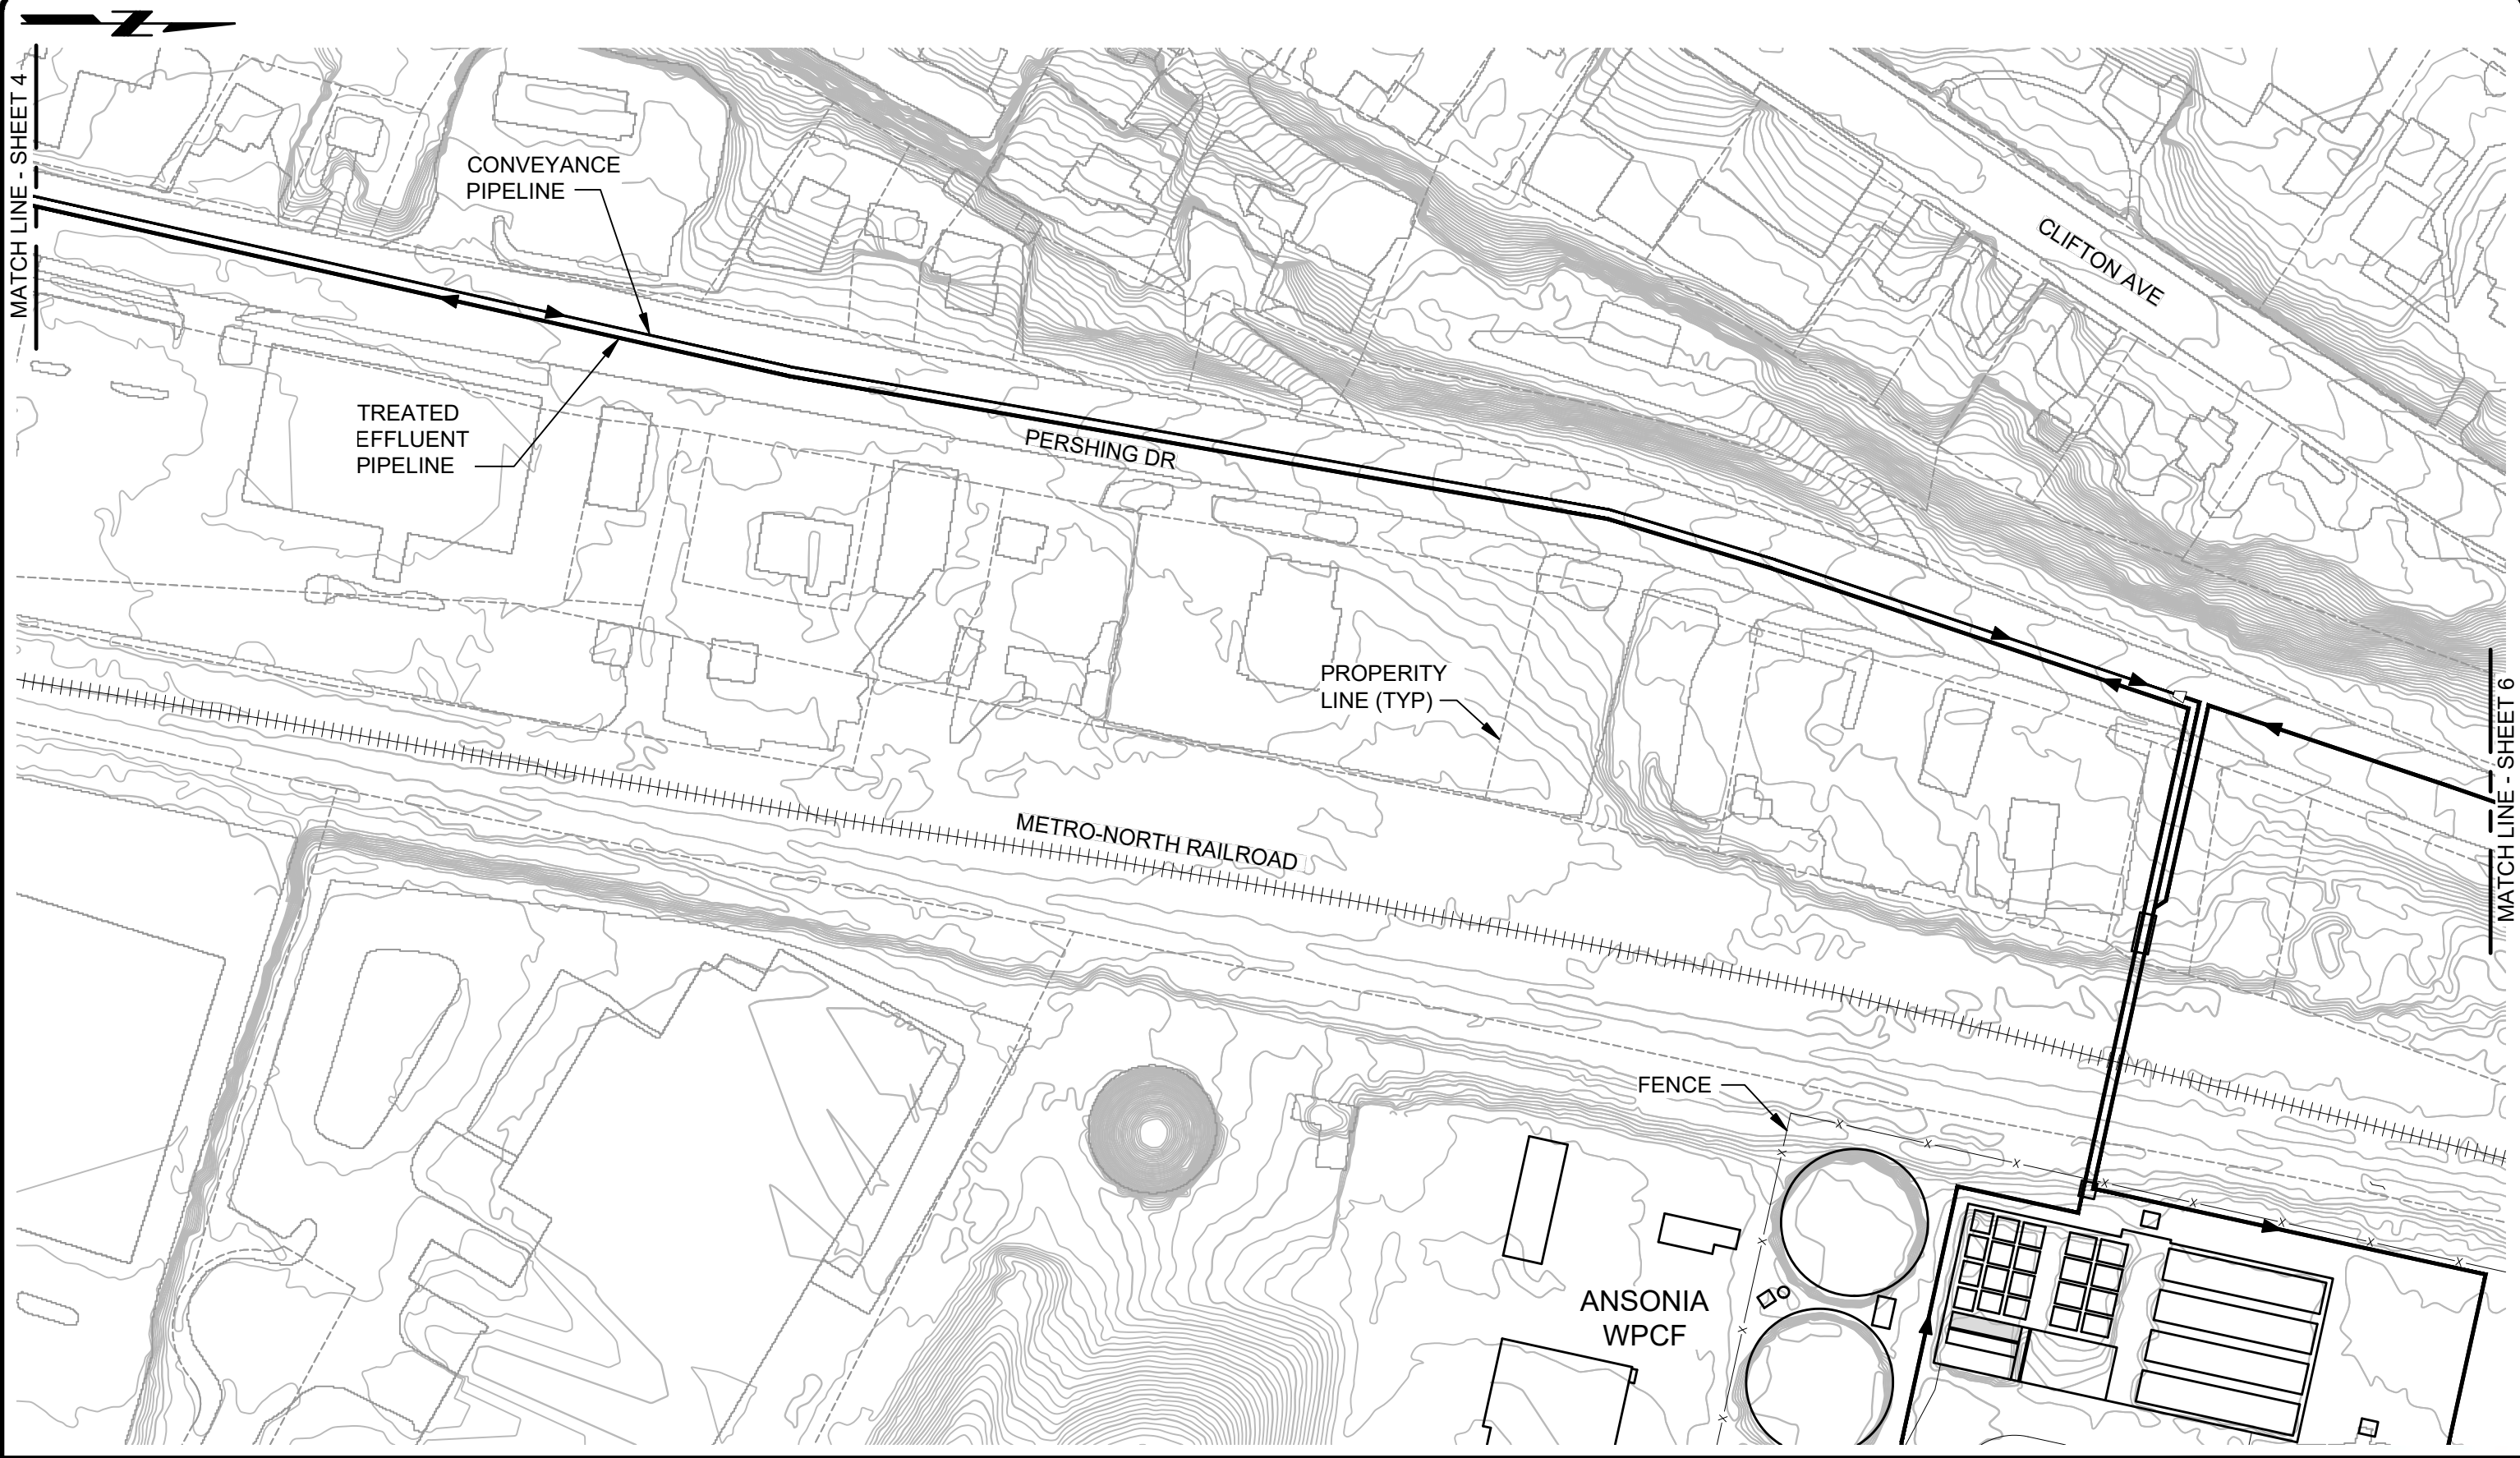 Z
MATCH LINE - SHEET 4
CONVEYANCE
PIPELINE
CLIFTON AVE
TREATED
EFFLUENT
PIPELINE
PERSHING DR
PROPERITY
LINE (TYP)
MATCH LINE - SHEET 6
METRO-NORTH RAILROAD
FENCE
X
X
X
X
X
X
X
X
X
X
X
X
ANSONIA
WPCF